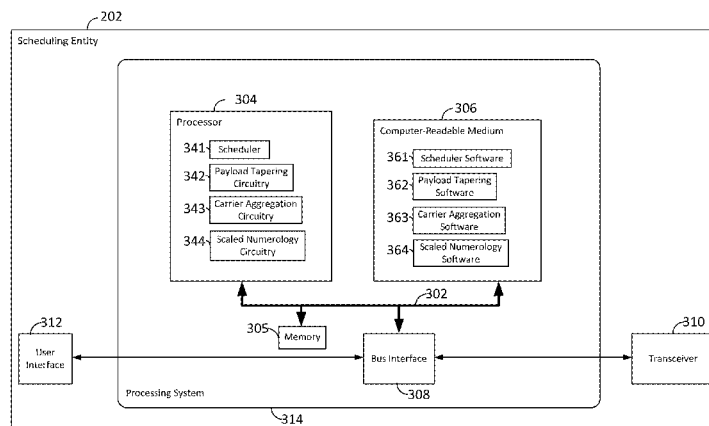 202
Scheduling Entity
304
Processor
341
Scheduler
342
Payload Tapering
Circuitry
343
Carrier Aggregation
Circuitry
344
Scaled Numerology
Circuitry
306
Computer-Readable Medium
361
Scheduler Software
362
Payload Tapering
Software
363
Carrier Aggregation
Software
364
Scaled Numerology
Software
302
305
Memory
312
User
Interface
Bus Interface
308
310
Transceiver
Processing System
314